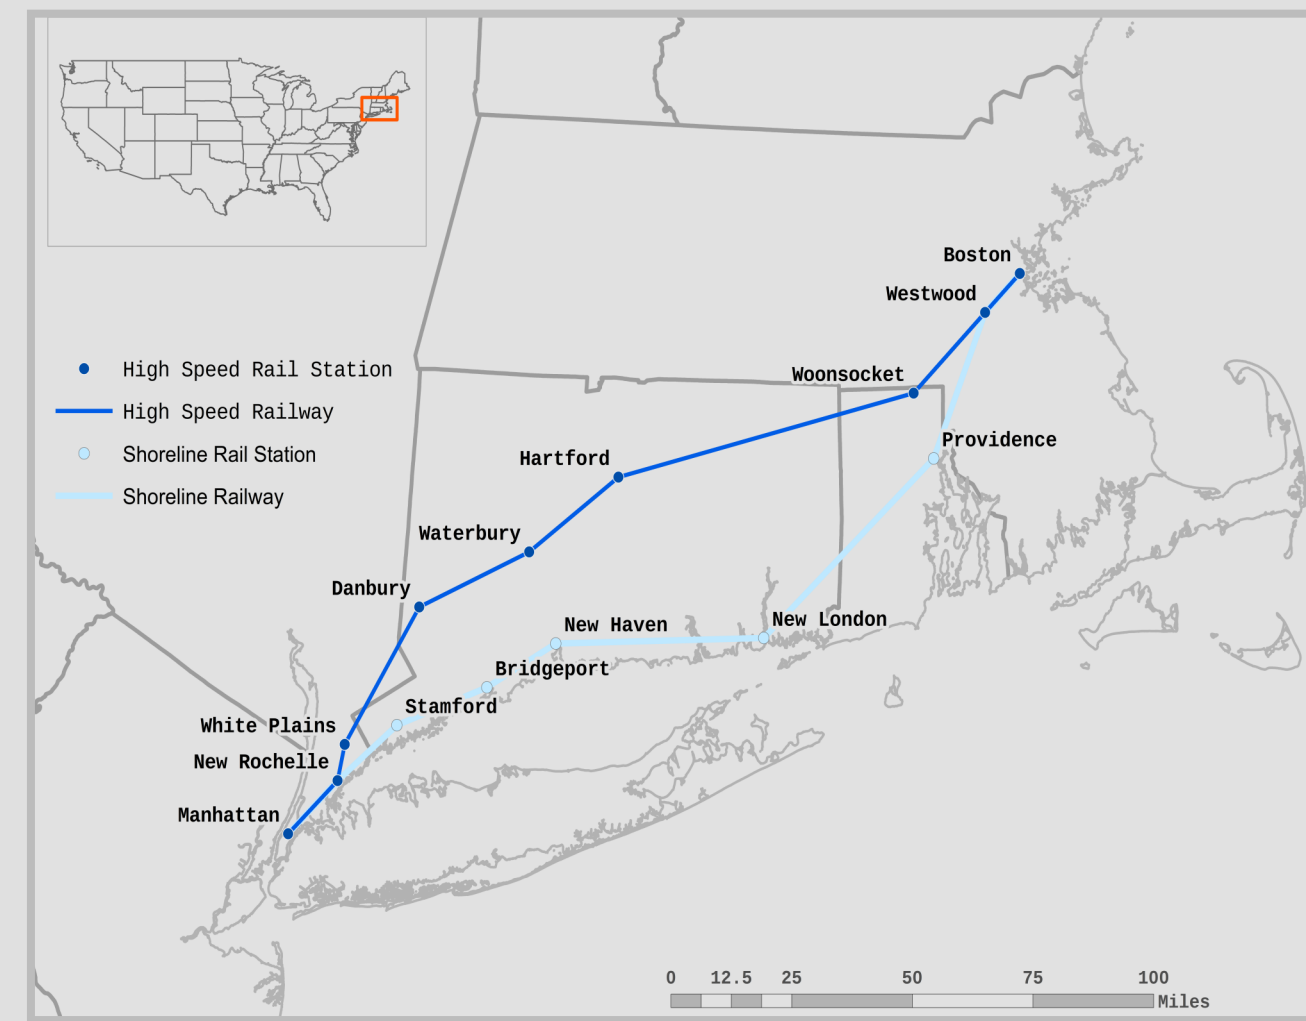 Boston
Westwood
High Speed Rail Station
Woonsocket
High Speed Railway
Providence
Shoreline Rail Station
Hartford
Shoreline Railway
Waterbury
Danbury
New London
New Haven
Bridgeport
Stamford
White Plains
New Rochelle
Manhattan
0 12.5 25 50 75 100
Miles